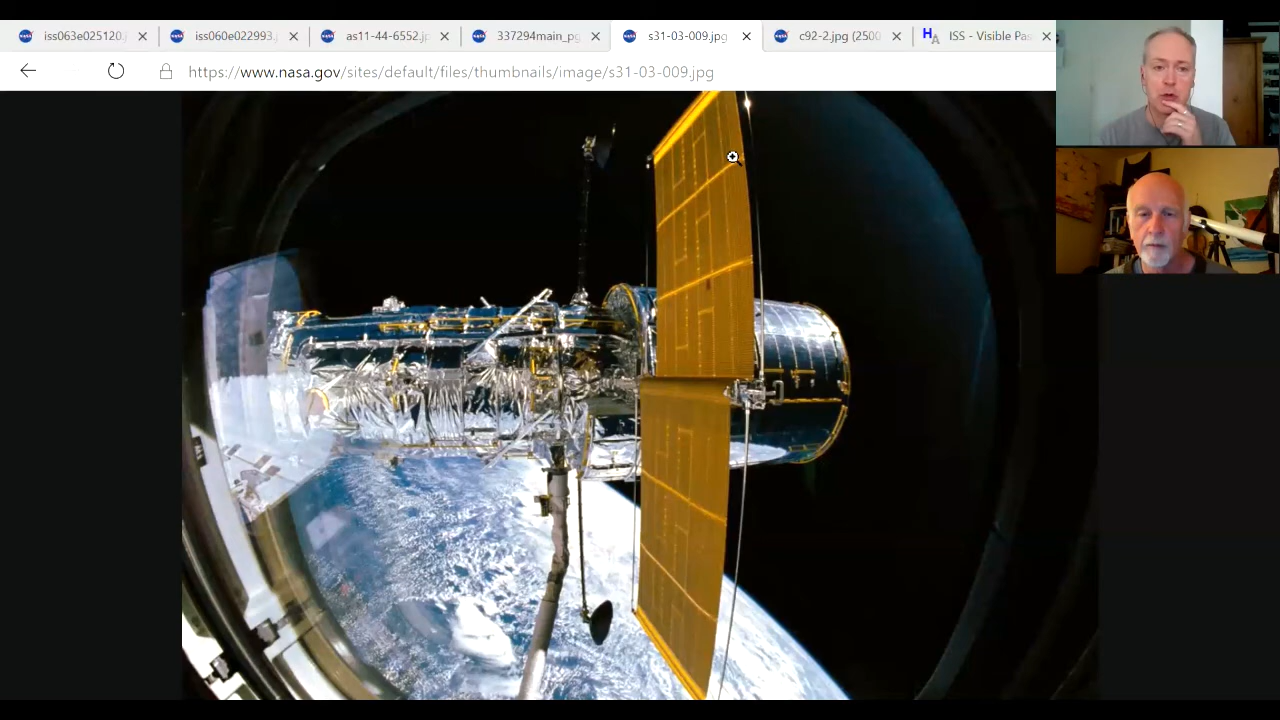 iss063e025120.
iss060e022993.
as11-44-6552.jp
337294main_pg
s31-03-009.jpg
c92-2.jpg (2500
H A
ISS - Visible Pas
https://www.nasa.gov/sites/default/files/thumbnails/image/s31-03-009.jpg